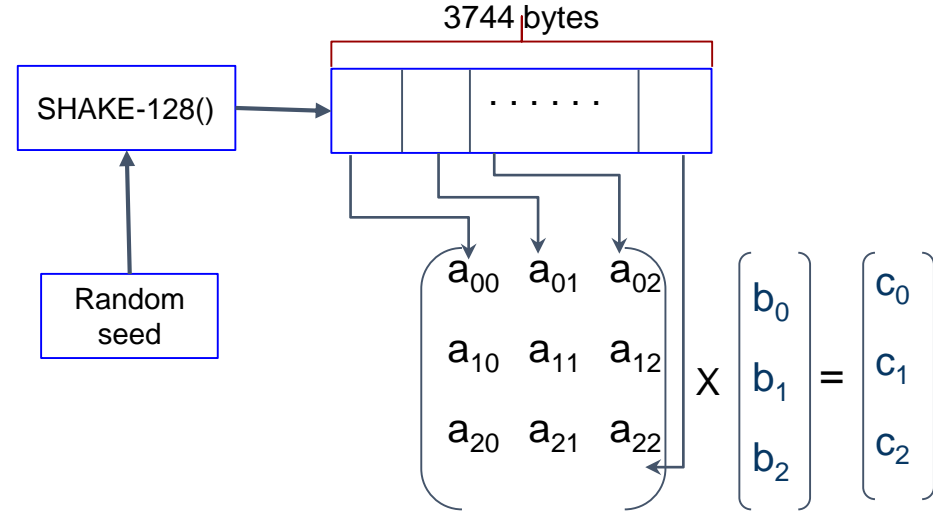 3744 bytes
SHAKE-128()
. . . . . .
Random
seed
a₀₀ a₀₁ a₀₂
a₁₀ a₁₁ a₁₂
a₂₀ a₂₁ a₂₂
X
b₀
b₁
b₂
=
c₀
c₁
c₂